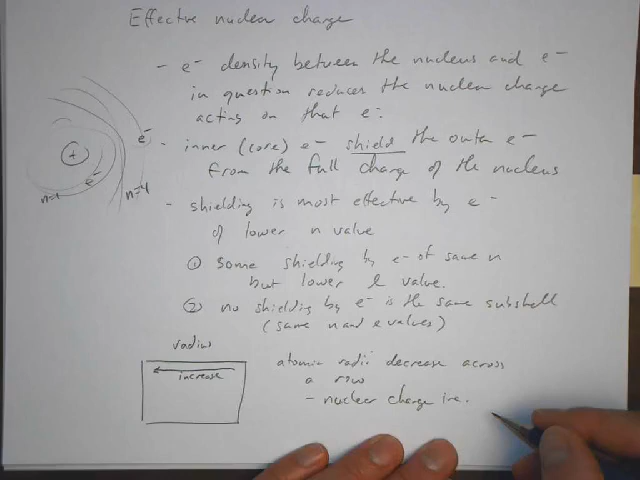 Effective nuclear charge
- e⁻ density between the nucleus and e⁻
in question reduces the nuclear charge
acting on that e⁻.
- inner (core) e⁻ shield the outer e⁻
from the full charge of the nucleus
- shielding is most effective by e⁻
of lower n value
① some shielding by e⁻ of same n
but lower l value.
② no shielding by e⁻ is the same subshell
(same n and l values)
+
e⁻
e⁻
n=1
n=4
radius
increase
atomic radii decrease across
a row
- nuclear charge inc.